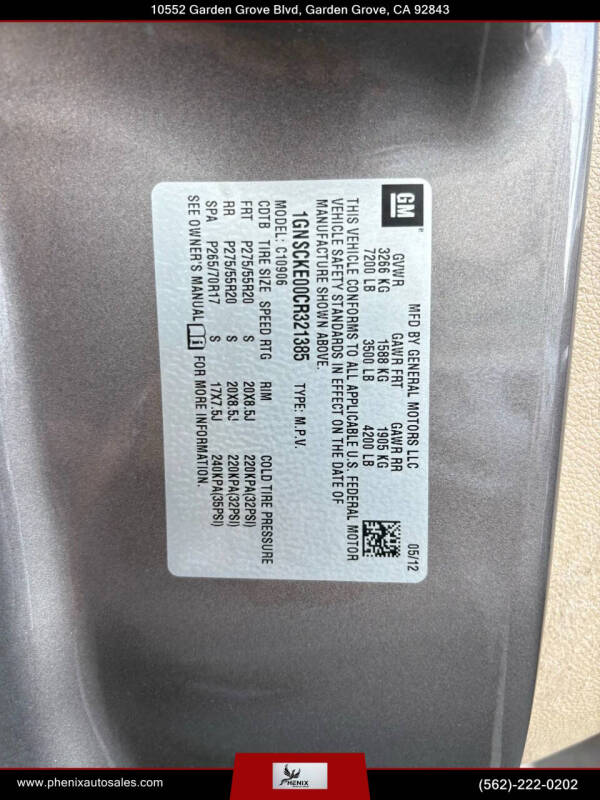 10552 Garden Grove Blvd, Garden Grove, CA 92843
GM
MFD BY GENERAL MOTORS LLC 05/12
GVWR GAWR FRT GAWR RR
3266 KG 1588 KG 1905 KG
7200 LB 3500 LB 4200 LB
THIS VEHICLE CONFORMS TO ALL APPLICABLE U.S. FEDERAL MOTOR
VEHICLE SAFETY STANDARDS IN EFFECT ON THE DATE OF
MANUFACTURE SHOWN ABOVE.
1GNSCKE00CR321385 TYPE: M.P.V.
MODEL: C10906
COTB TIRE SIZE SPEED RTG RIM COLD TIRE PRESSURE
FRT P275/55R20 S 20X8.5J 220KPA(32PSI)
RR P275/55R20 S 20X8.5J 220KPA(32PSI)
SPA P265/70R17 S 17X7.5J 240KPA(35PSI)
SEE OWNER'S MANUAL i FOR MORE INFORMATION.
www.phenixautosales.com
PHENIX
(562)-222-0202